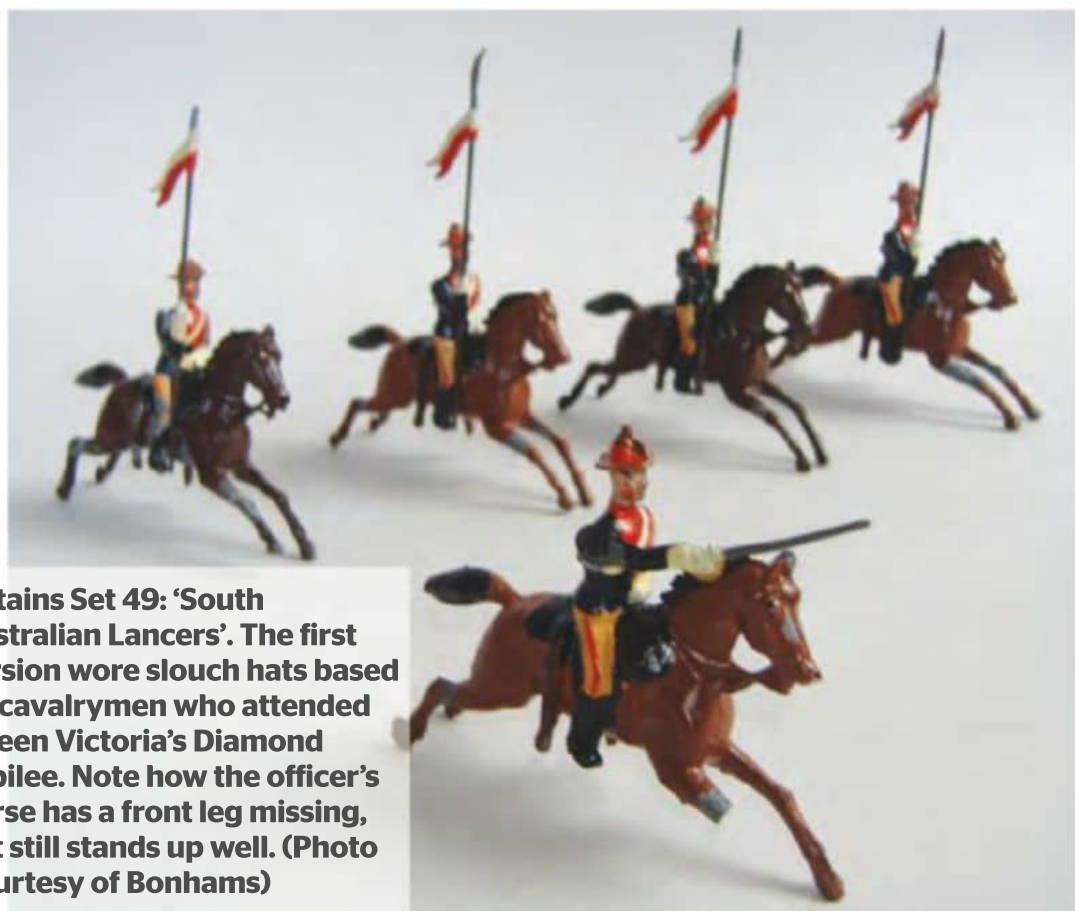 tains Set 49: ‘South
stralian Lancers’. The first
rsion wore slouch hats based
cavalrymen who attended
een Victoria’s Diamond
bilee. Note how the officer’s
rse has a front leg missing,
t still stands up well. (Photo
urtesy of Bonhams)